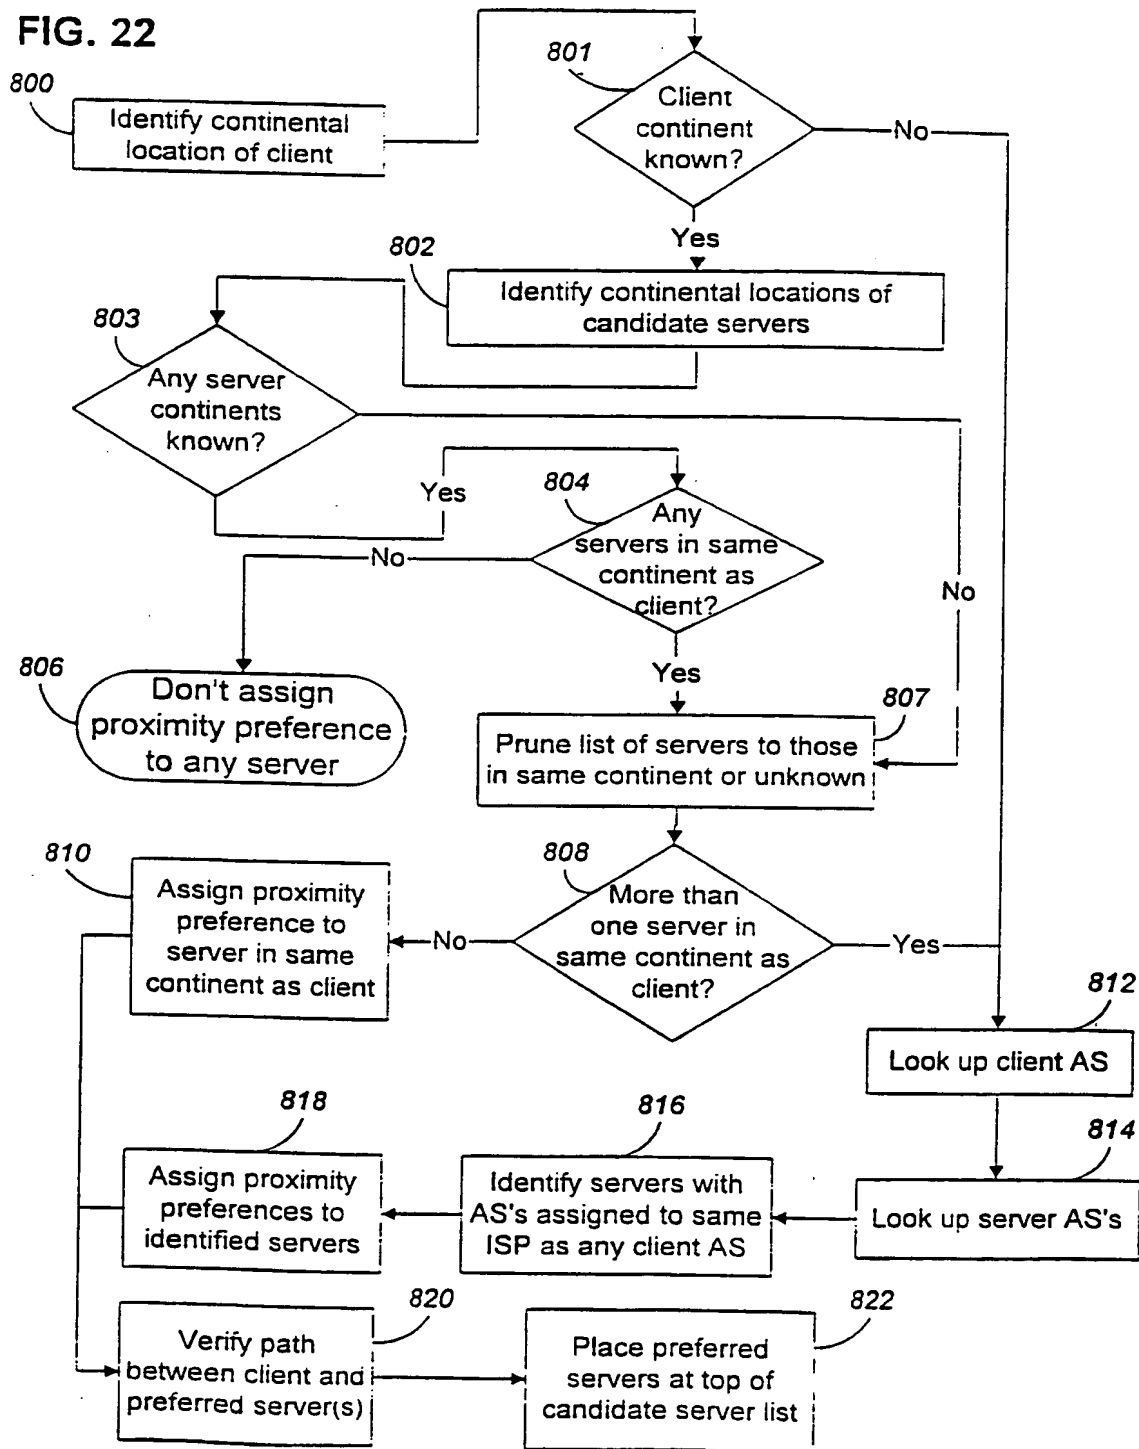 FIG. 22
800
Identify continental
location of client
801
Client
continent
known?
No
Yes
802
Identify continental locations of
candidate servers
803
Any server
continents
known?
Yes
No
804
Any
servers in same
continent as
client?
No
Yes
806
Don't assign
proximity preference
to any server
807
Prune list of servers to those
in same continent or unknown
808
More than
one server in
same continent as
client?
No
Yes
810
Assign proximity
preference to
server in same
continent as client
812
Look up client AS
814
Look up server AS's
816
Identify servers with
AS's assigned to same
ISP as any client AS
818
Assign proximity
preferences to
identified servers
820
Verify path
between client and
preferred server(s)
822
Place preferred
servers at top of
candidate server list